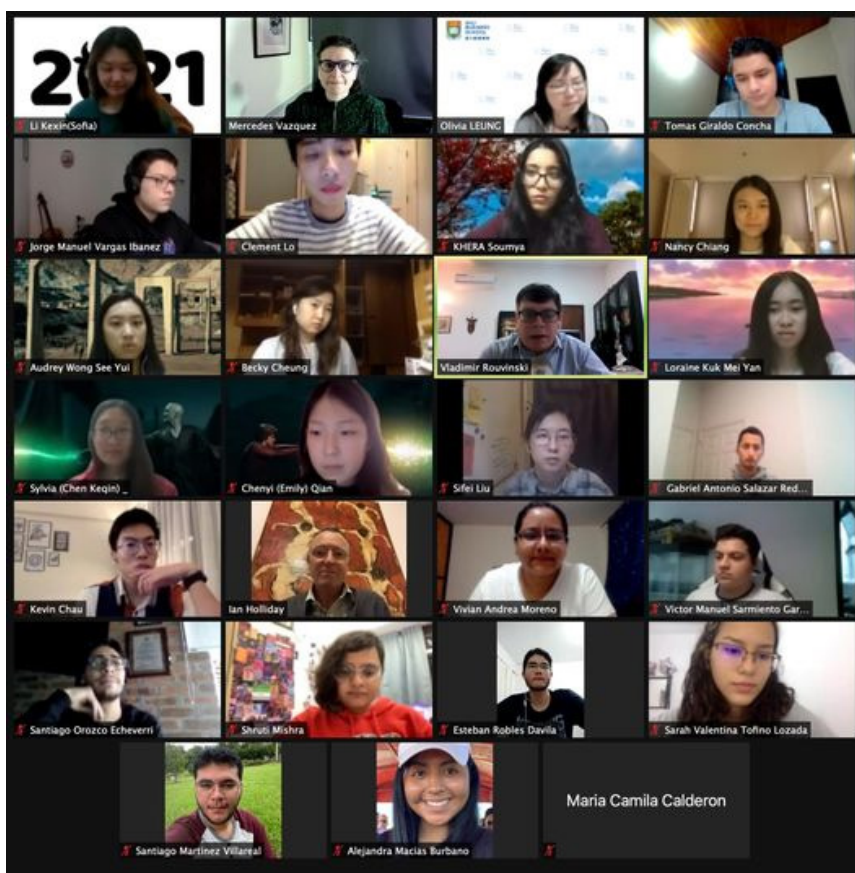 2021
HKU
BUSINESS
SCHOOL
Li Kexin(Sofia)
Mercedes Vazquez
Olivia LEUNG
Tomas Giraldo Concha
Jorge Manuel Vargas Ibanez
Clement Lo
KHERA Soumya
Nancy Chiang
Audrey Wong See Yui
Becky Cheung
Vladimir Rouvinski
Loraine Kuk Mei Yan
Sylvia (Chen Keqin) _
Chenyi (Emily) Qian
Sifei Liu
Gabriel Antonio Salazar Red...
Kevin Chau
Ian Holliday
Vivian Andrea Moreno
Victor Manuel Sarmiento Gar...
Santiago Orozco Echeverri
Shruti Mishra
Esteban Robles Davila
Sarah Valentina Tofino Lozada
Santiago Martinez Villareal
Alejandra Macias Burbano
Maria Camila Calderon